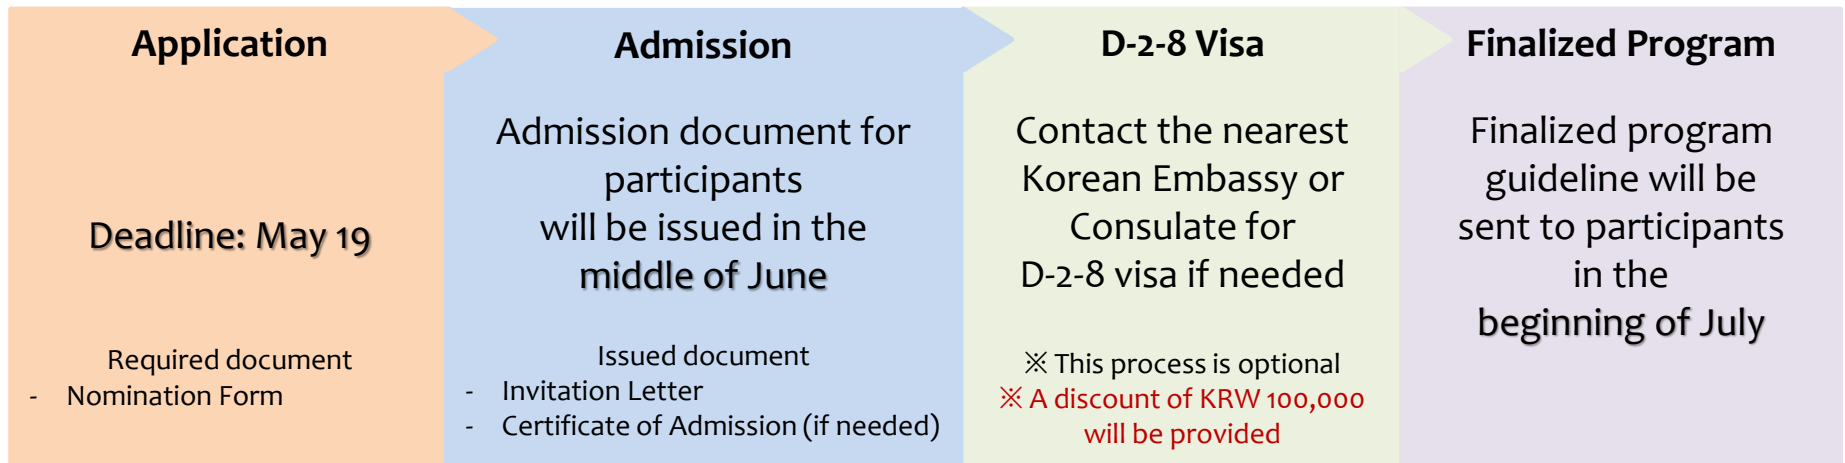 Application
Deadline: May 19
Required document
- Nomination Form
Admission
Admission document for
participants
will be issued in the
middle of June
Issued document
- Invitation Letter
- Certificate of Admission (if needed)
D-2-8 Visa
Contact the nearest
Korean Embassy or
Consulate for
D-2-8 visa if needed
※ This process is optional
※ A discount of KRW 100,000
will be provided
Finalized Program
Finalized program
guideline will be
sent to participants
in the
beginning of July